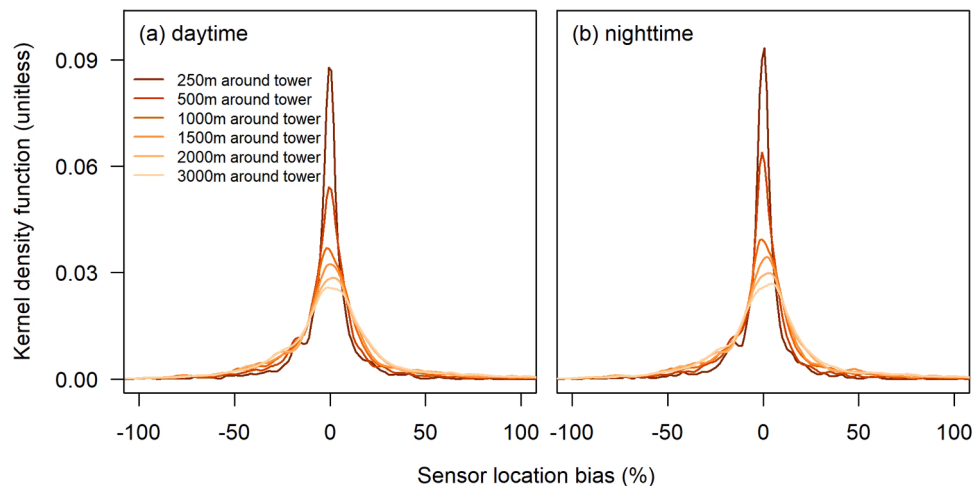 (a) daytime
(b) nighttime
250m around tower
500m around tower
1000m around tower
1500m around tower
2000m around tower
3000m around tower
Kernel density function (unitless)
0.09
0.06
0.03
0.00
-100 -50 0 50 100
-100 -50 0 50 100
Sensor location bias (%)